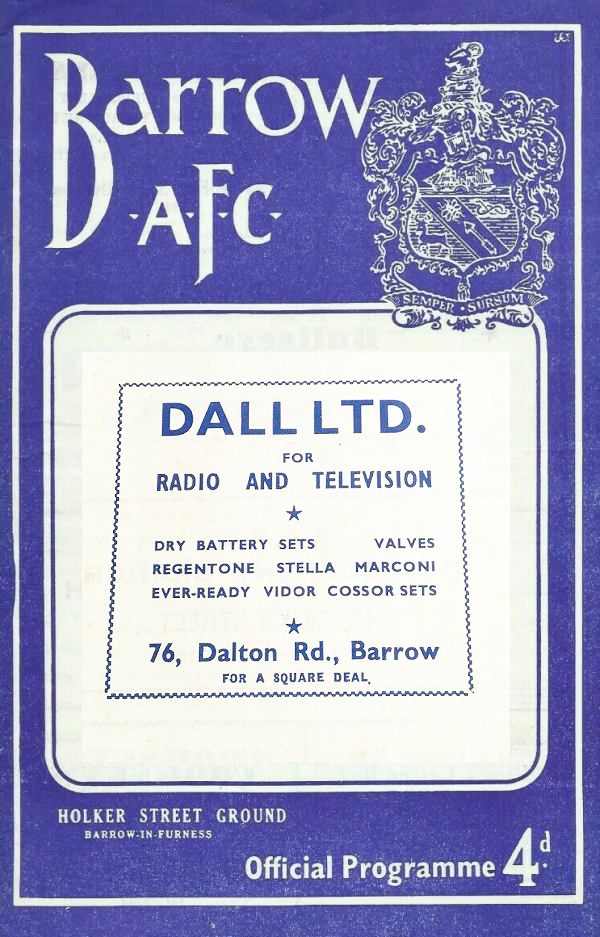 Barrow
A.F.C.
SEMPER · SURSUM
DALL LTD.
FOR
RADIO AND TELEVISION
DRY BATTERY SETS VALVES
REGENTONE STELLA MARCONI
EVER-READY VIDOR COSSOR SETS
76, Dalton Rd., Barrow
FOR A SQUARE DEAL.
HOLKER STREET GROUND
BARROW-IN-FURNESS
Official Programme 4d.